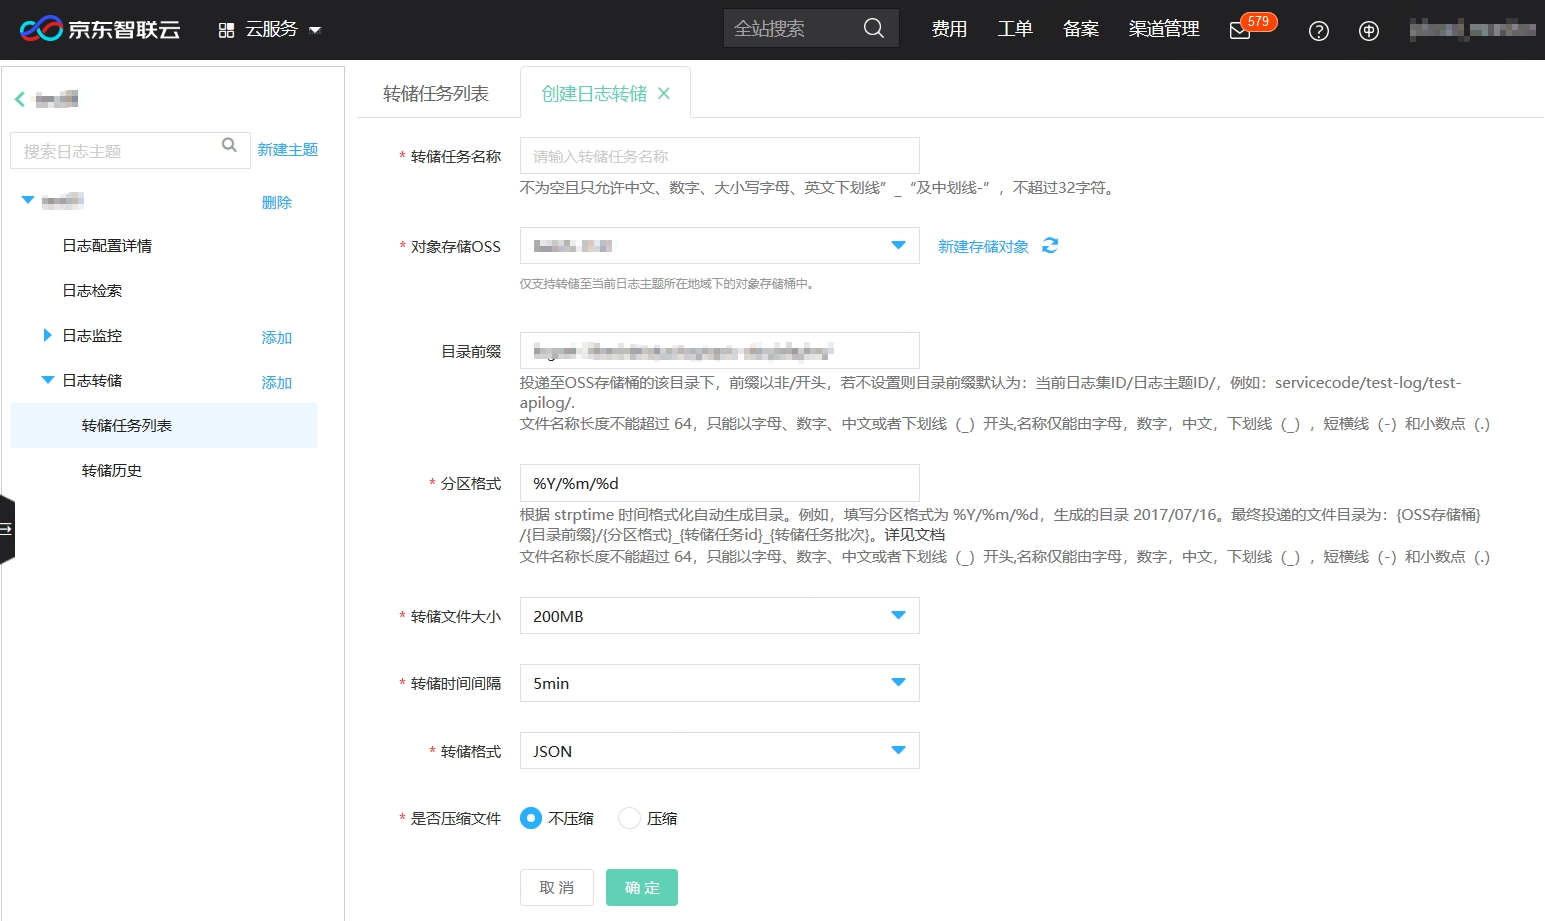 京东智联云
云服务
全站搜索
费用
工单
备案
渠道管理
579
搜索日志主题
新建主题
删除
日志配置详情
日志检索
日志监控
添加
日志转储
添加
转储任务列表
转储历史
转储任务列表
创建日志转储
* 转储任务名称
请输入转储任务名称
不为空且只允许中文、数字、大小写字母、英文下划线”_“及中划线-”，不超过32字符。
* 对象存储OSS
新建存储对象
仅支持转储至当前日志主题所在地域下的对象存储桶中。
目录前缀
投递至OSS存储桶的该目录下，前缀以非/开头，若不设置则目录前缀默认为：当前日志集ID/日志主题ID/，例如：servicecode/test-log/test-
apilog/.
文件名称长度不能超过 64，只能以字母、数字、中文或者下划线（_）开头,名称仅能由字母，数字，中文，下划线（_），短横线（-）和小数点（.）
* 分区格式
%Y/%m/%d
根据 strptime 时间格式化自动生成目录。例如，填写分区格式为 %Y/%m/%d，生成的目录 2017/07/16。最终投递的文件目录为：{OSS存储桶}
/{目录前缀}/{分区格式}_{转储任务id}_{转储任务批次}。详见文档
文件名称长度不能超过 64，只能以字母、数字、中文或者下划线（_）开头,名称仅能由字母，数字，中文，下划线（_），短横线（-）和小数点（.）
* 转储文件大小
200MB
* 转储时间间隔
5min
* 转储格式
JSON
* 是否压缩文件
不压缩
压缩
取消
确定